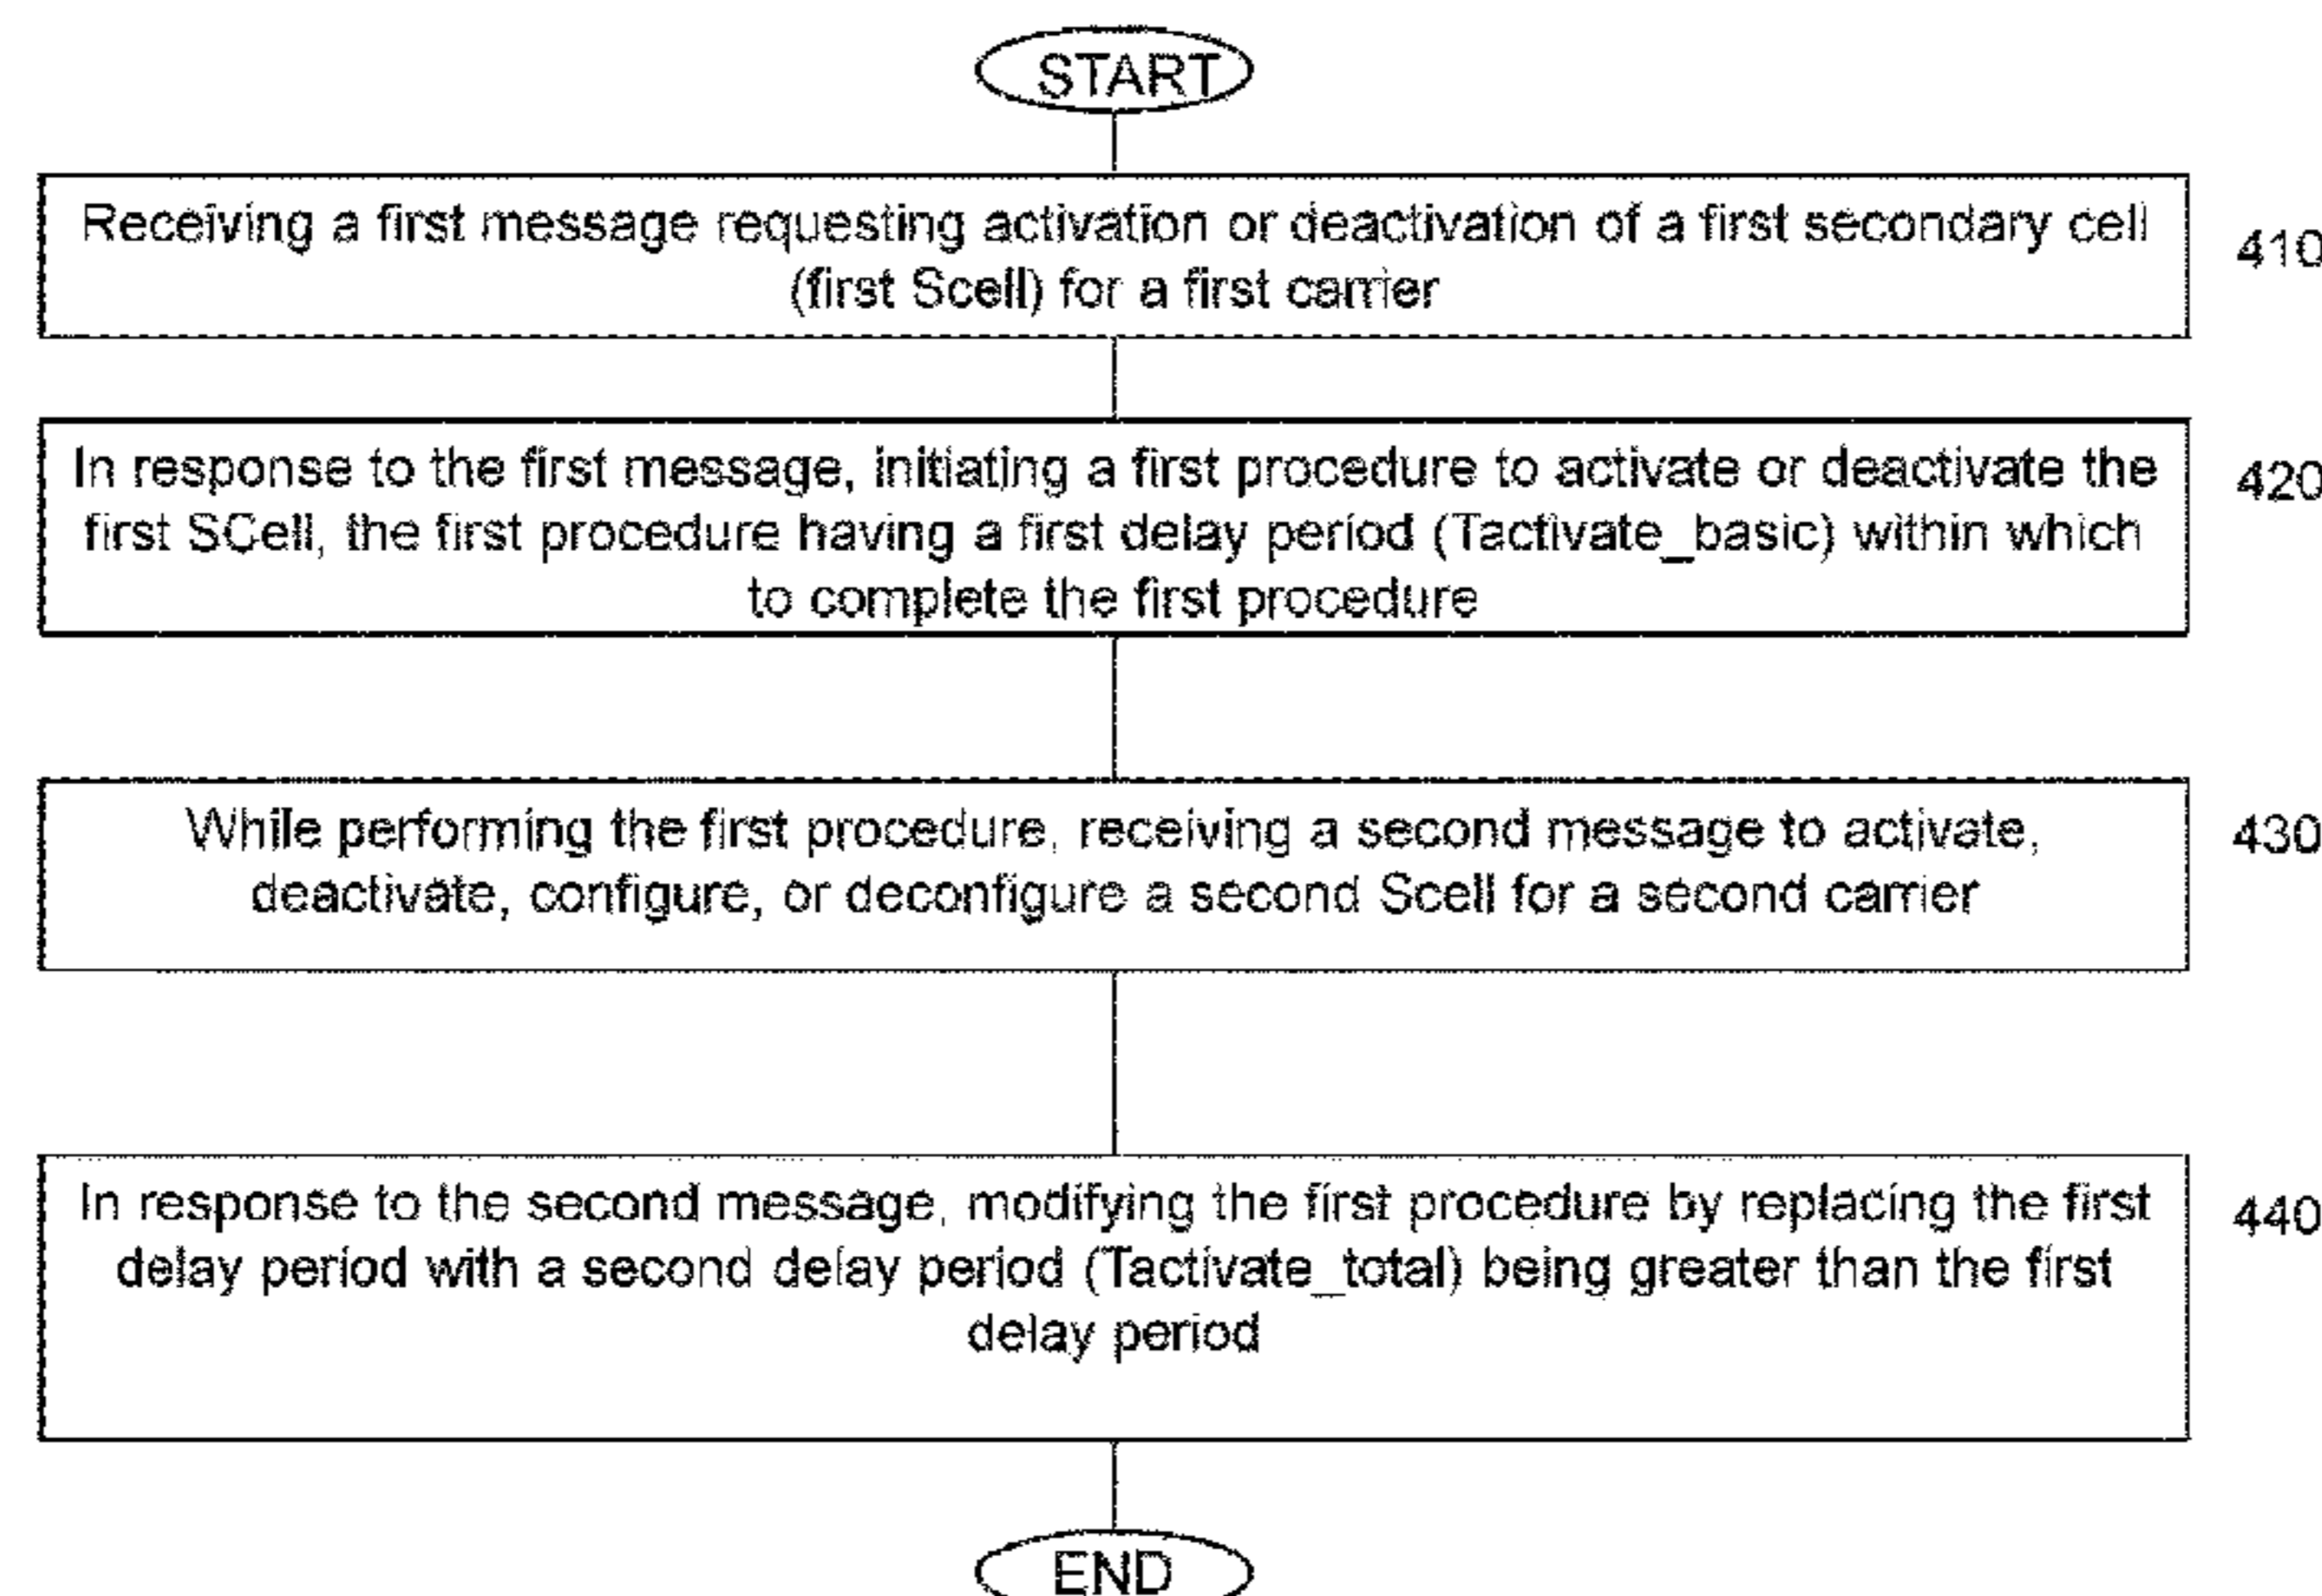 START
Receiving a first message requesting activation or deactivation of a first secondary cell
(first Scell) for a first carrier
410
In response to the first message, initiating a first procedure to activate or deactivate the
first SCell, the first procedure having a first delay period (Tactivate_basic) within which
to complete the first procedure
420
While performing the first procedure, receiving a second message to activate,
deactivate, configure, or deconfigure a second Scell for a second carrier
430
In response to the second message, modifying the first procedure by replacing the first
delay period with a second delay period (Tactivate_total) being greater than the first
delay period
440
END